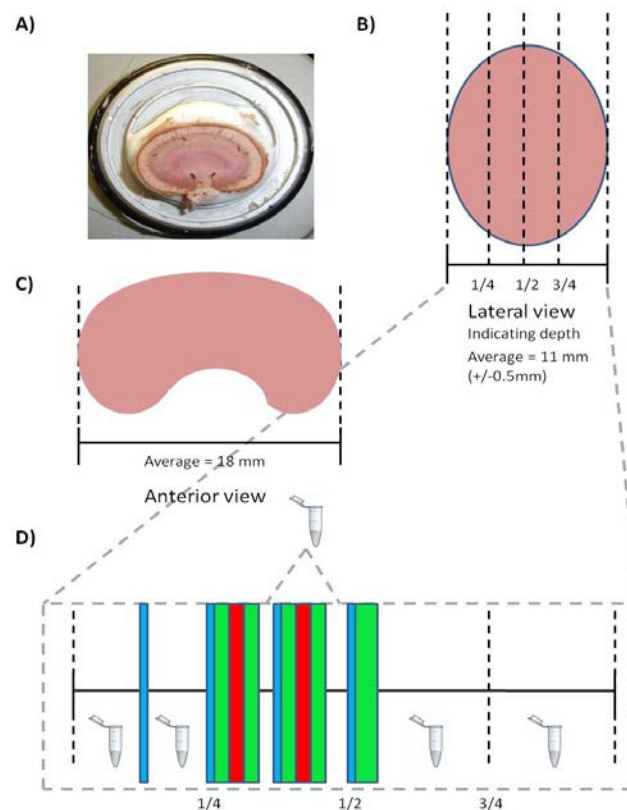 A)
B)
1/4 1/2 3/4
Lateral view
Indicating depth
Average = 11 mm
(+/-0.5mm)
C)
Average = 18 mm
Anterior view
D)
1/4 1/2 3/4